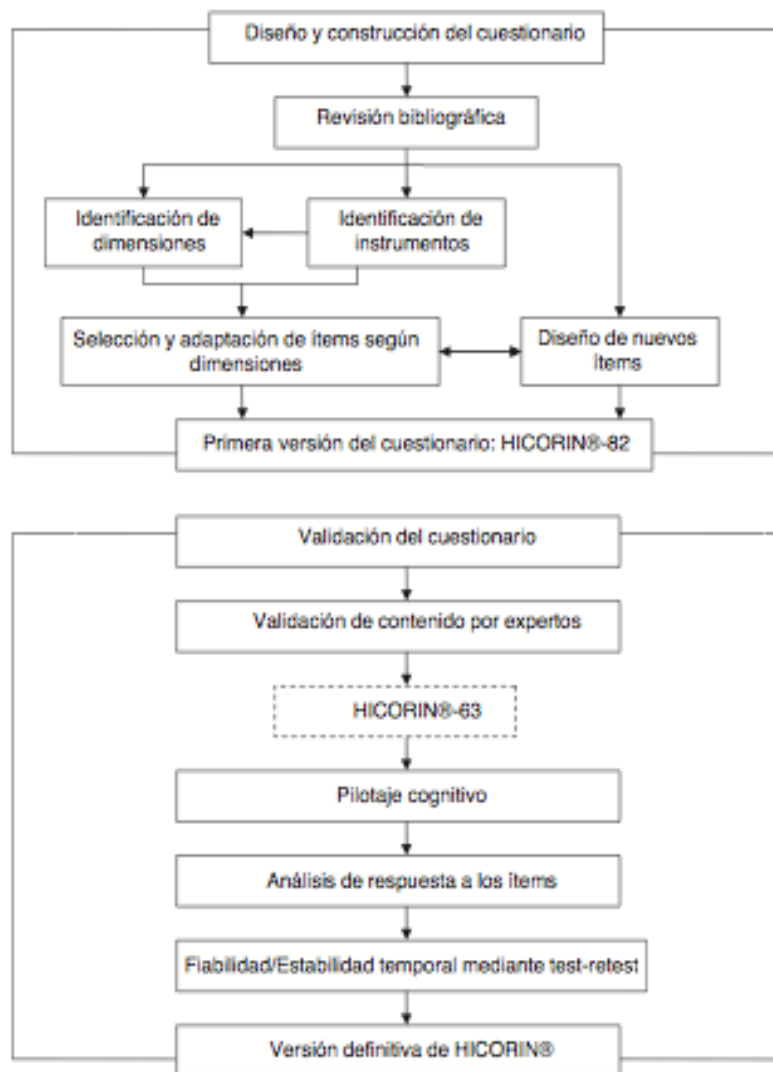 Diseño y construcción del cuestionario
Revisión bibliográfica
Identificación de
dimensiones
Identificación de
instrumentos
Selección y adaptación de ítems según
dimensiones
Diseño de nuevos
ítems
Primera versión del cuestionario: HICORIN®-82
Validación del cuestionario
Validación de contenido por expertos
HICORIN®-63
Pilotaje cognitivo
Análisis de respuesta a los ítems
Fiabilidad/Estabilidad temporal mediante test-retest
Versión definitiva de HICORIN®